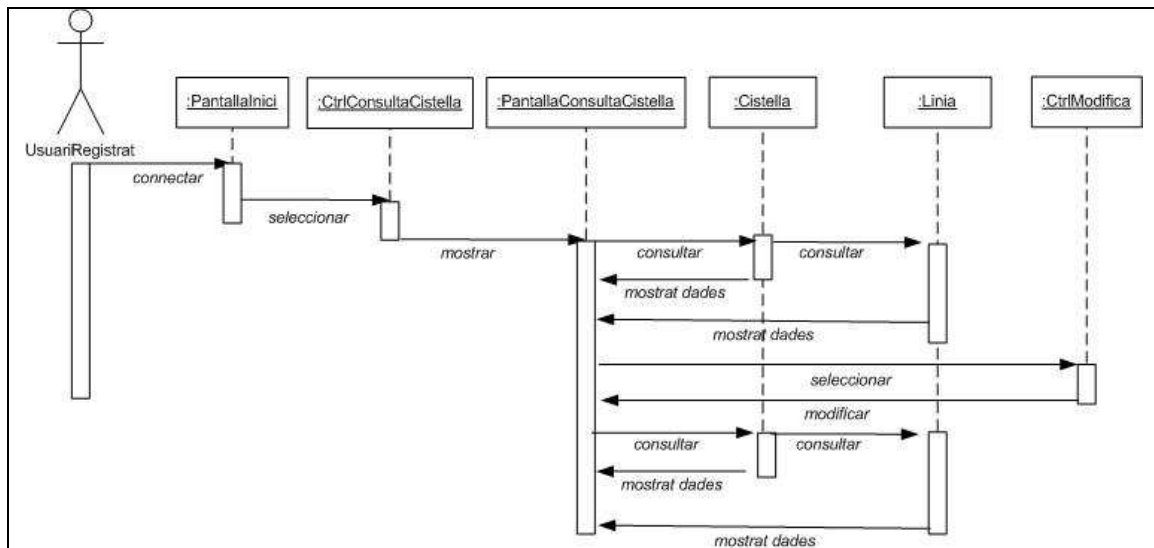 :PantallaInici
:CtrlConsultaCistella
:PantallaConsultaCistella
:Cistella
:Linia
:CtrlModifica
UsuariRegistrat
connectar
seleccionar
mostrar
consultar
consultar
mostrat dades
mostrat dades
seleccionar
modificar
consultar
consultar
mostrat dades
mostrat dades